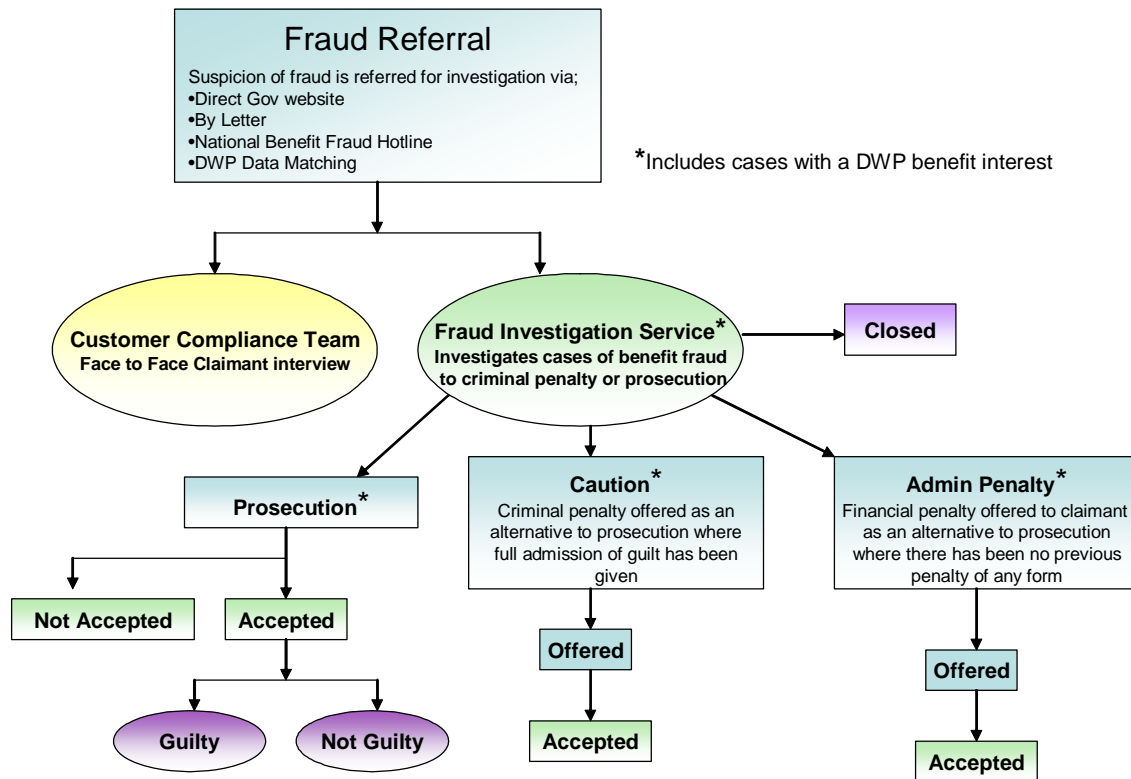 Fraud Referral
Suspicion of fraud is referred for investigation via;
•Direct Gov website
•By Letter
•National Benefit Fraud Hotline
•DWP Data Matching
*Includes cases with a DWP benefit interest
Customer Compliance Team
Face to Face Claimant interview
Fraud Investigation Service*
Investigates cases of benefit fraud
to criminal penalty or prosecution
Closed
Prosecution*
Caution*
Criminal penalty offered as an
alternative to prosecution where
full admission of guilt has been
given
Admin Penalty*
Financial penalty offered to claimant
as an alternative to prosecution
where there has been no previous
penalty of any form
Not Accepted
Accepted
Offered
Offered
Guilty
Not Guilty
Accepted
Accepted